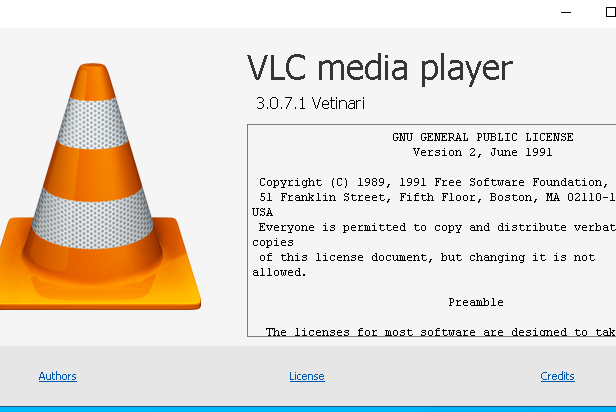 VLC media player
3.0.7.1 Vetinari
GNU GENERAL PUBLIC LICENSE
Version 2, June 1991
Copyright (C) 1989, 1991 Free Software Foundation,
51 Franklin Street, Fifth Floor, Boston, MA 02110-1
USA
Everyone is permitted to copy and distribute verbat
copies
of this license document, but changing it is not
allowed.
Preamble
The licenses for most software are designed to tak
Authors
License
Credits